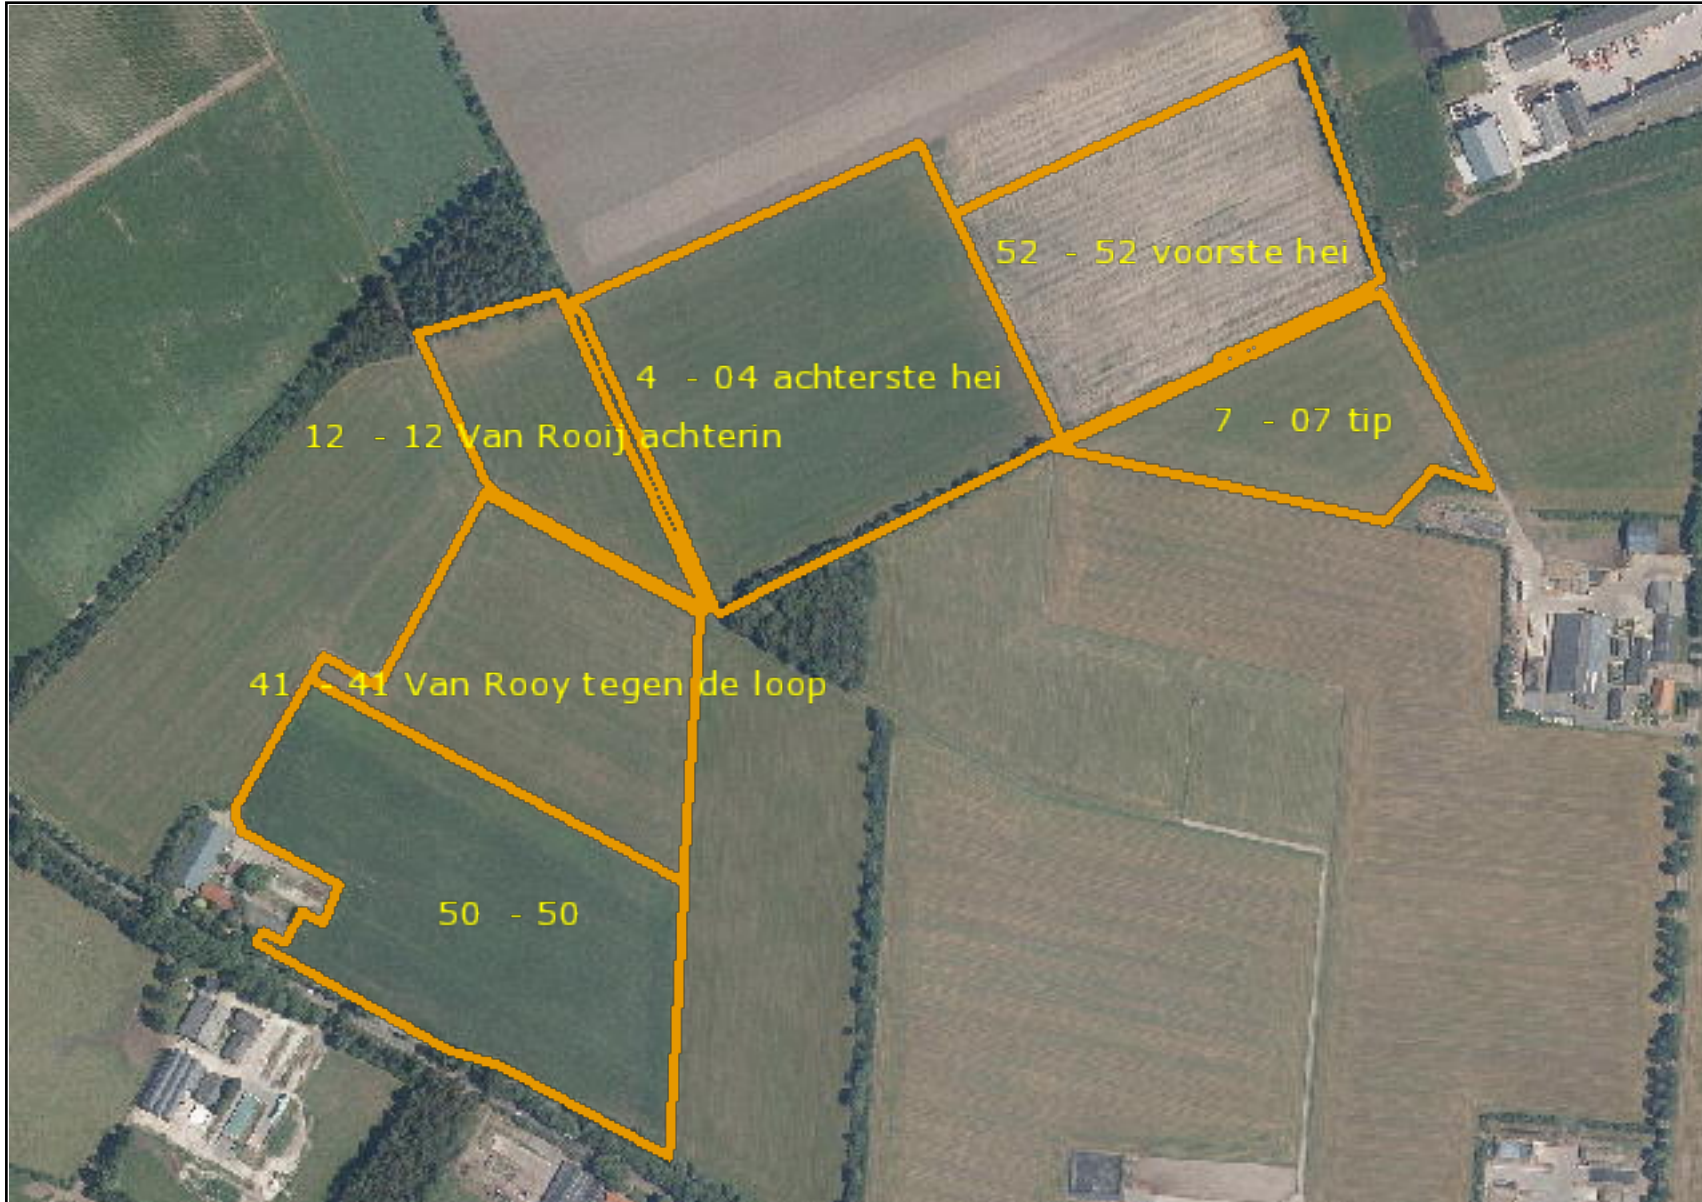 52 - 52 voorste hei
4 - 04 achterste hei
7 - 07 tip
12 - 12 Van Rooij achterin
41 - 41 Van Rooy tegen de loop
50 - 50